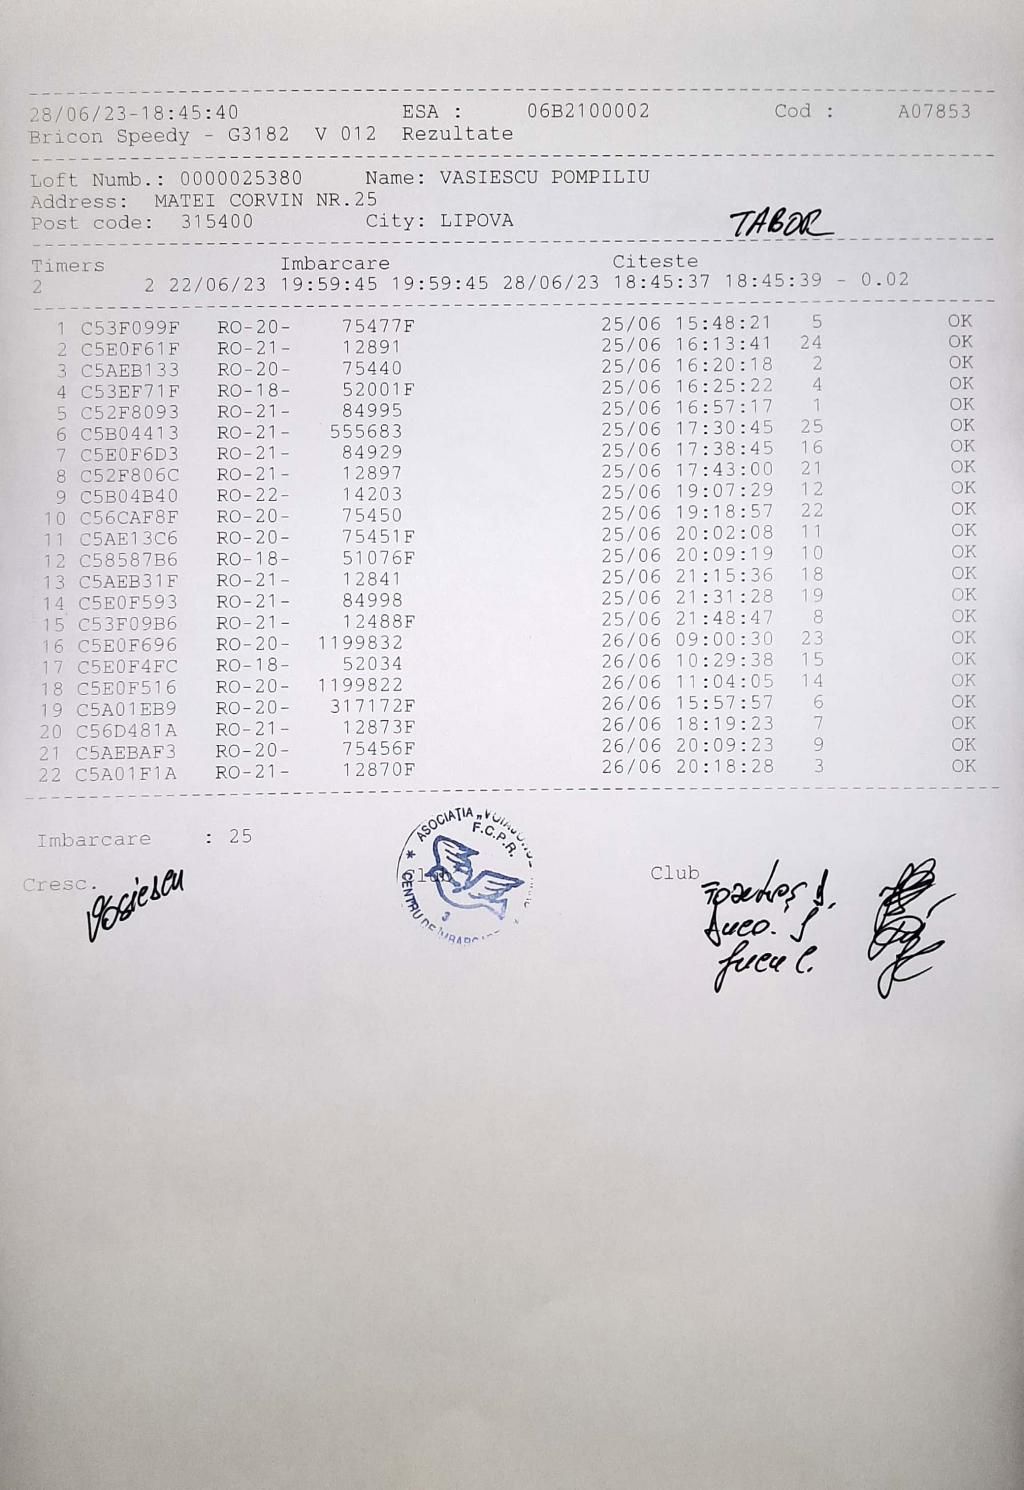 28/06/23-18:45:40 ESA : 06B2100002 Cod : A07853
Bricon Speedy - G3182 V 012 Rezultate
Loft Numb.: 0000025380 Name: VASIESCU POMPILIU
Address: MATEI CORVIN NR.25
Post code: 315400 City: LIPOVA
TABOR
Timers Imbarcare Citeste
2 2 22/06/23 19:59:45 19:59:45 28/06/23 18:45:37 18:45:39 - 0.02
1 C53F099F RO-20- 75477F 25/06 15:48:21 5 OK
2 C5E0F61F RO-21- 12891 25/06 16:13:41 24 OK
3 C5AEB133 RO-20- 75440 25/06 16:20:18 2 OK
4 C53EF71F RO-18- 52001F 25/06 16:25:22 4 OK
5 C52F8093 RO-21- 84995 25/06 16:57:17 1 OK
6 C5B04413 RO-21- 555683 25/06 17:30:45 25 OK
7 C5E0F6D3 RO-21- 84929 25/06 17:38:45 16 OK
8 C52F806C RO-21- 12897 25/06 17:43:00 21 OK
9 C5B04B40 RO-22- 14203 25/06 19:07:29 12 OK
10 C56CAF8F RO-20- 75450 25/06 19:18:57 22 OK
11 C5AE13C6 RO-20- 75451F 25/06 20:02:08 11 OK
12 C58587B6 RO-18- 51076F 25/06 20:09:19 10 OK
13 C5AEB31F RO-21- 12841 25/06 21:15:36 18 OK
14 C5E0F593 RO-21- 84998 25/06 21:31:28 19 OK
15 C53F09B6 RO-21- 12488F 25/06 21:48:47 8 OK
16 C5E0F696 RO-20- 1199832 26/06 09:00:30 23 OK
17 C5E0F4FC RO-18- 52034 26/06 10:29:38 15 OK
18 C5E0F516 RO-20- 1199822 26/06 11:04:05 14 OK
19 C5A01EB9 RO-20- 317172F 26/06 15:57:57 6 OK
20 C56D481A RO-21- 12873F 26/06 18:19:23 7 OK
21 C5AEBAF3 RO-20- 75456F 26/06 20:09:23 9 OK
22 C5A01F1A RO-21- 12870F 26/06 20:18:28 3 OK
Imbarcare : 25
ASOCIAȚIA
F.C.P.R.
CENTRU DE
3
Cresc. Club Club
Vasiescu